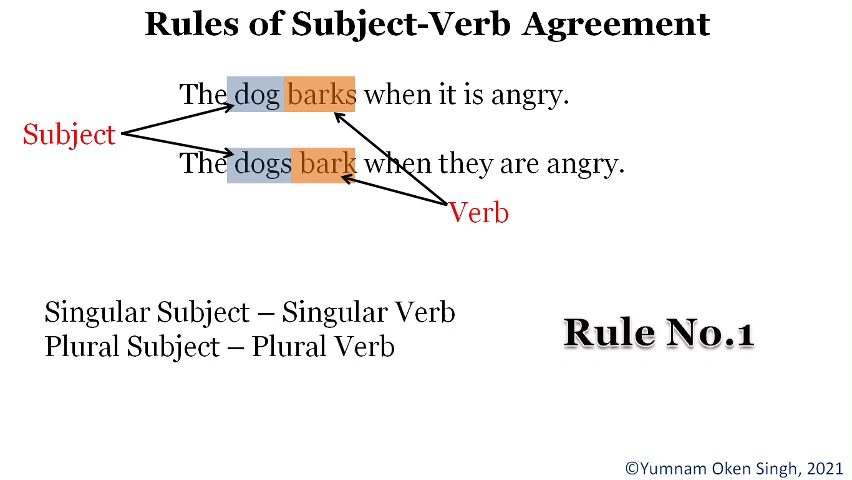 Rules of Subject-Verb Agreement
The dog barks when it is angry.
Subject
The dogs bark when they are angry.
Verb
Singular Subject – Singular Verb
Plural Subject – Plural Verb
Rule No.1
©Yumnam Oken Singh, 2021